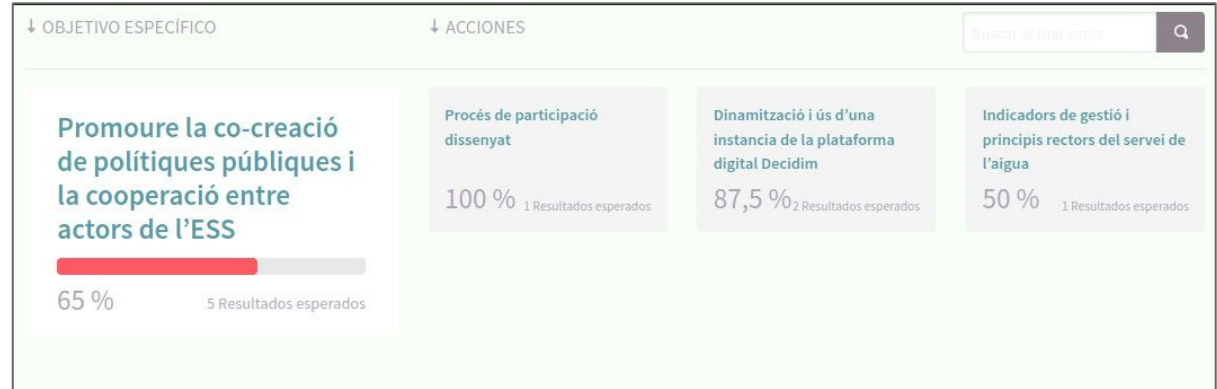 ↓ OBJETIVO ESPECÍFICO
↓ ACCIONES
Buscar actuaciones
Promoure la co-creació
de polítiques públiques i
la cooperació entre
actors de l’ESS
65 %
5 Resultados esperados
Procés de participació
dissenyat
100 % 1 Resultados esperados
Dinamització i ús d’una
instancia de la plataforma
digital Decidim
87,5 % 2 Resultados esperados
Indicadors de gestió i
principis rectors del servei de
l’aigua
50 % 1 Resultados esperados